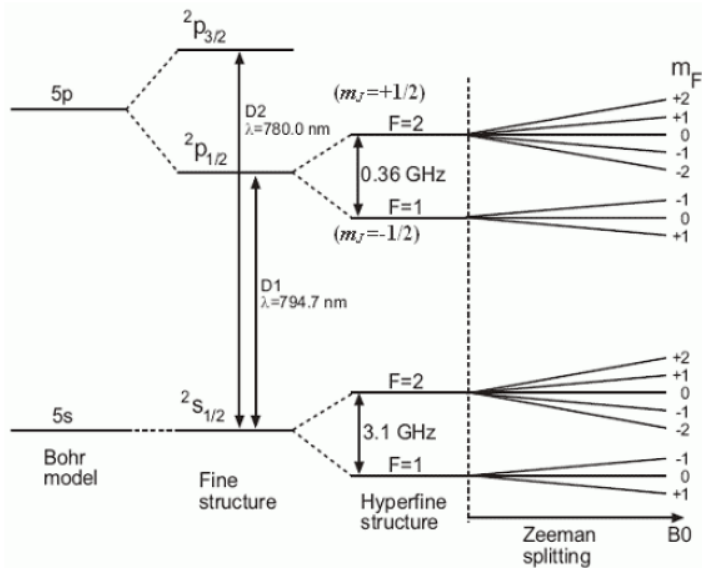 ²p₃/₂
5p
D2
λ=780.0 nm
²p₁/₂
(m_J=+1/2)
F=2
0.36 GHz
F=1
(m_J=-1/2)
m_F
+2
+1
0
-1
-2
-1
0
+1
D1
λ=794.7 nm
5s
²s₁/₂
F=2
3.1 GHz
F=1
+2
+1
0
-1
-2
-1
0
+1
Bohr
model
Fine
structure
Hyperfine
structure
Zeeman
splitting
B0